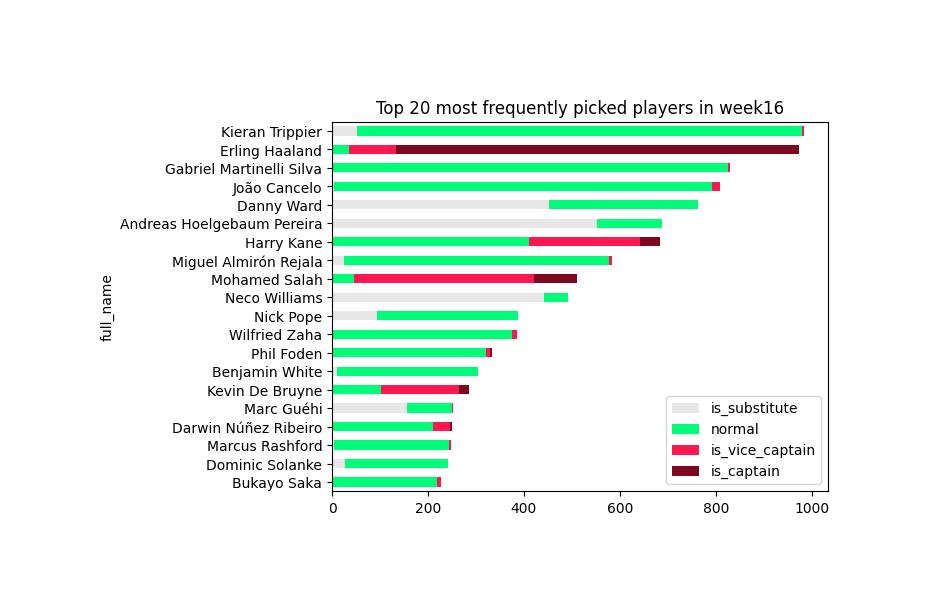 Top 20 most frequently picked players in week16
full_name
Kieran Trippier
Erling Haaland
Gabriel Martinelli Silva
João Cancelo
Danny Ward
Andreas Hoelgebaum Pereira
Harry Kane
Miguel Almirón Rejala
Mohamed Salah
Neco Williams
Nick Pope
Wilfried Zaha
Phil Foden
Benjamin White
Kevin De Bruyne
Marc Guéhi
Darwin Núñez Ribeiro
Marcus Rashford
Dominic Solanke
Bukayo Saka
is_substitute
normal
is_vice_captain
is_captain
0 200 400 600 800 1000